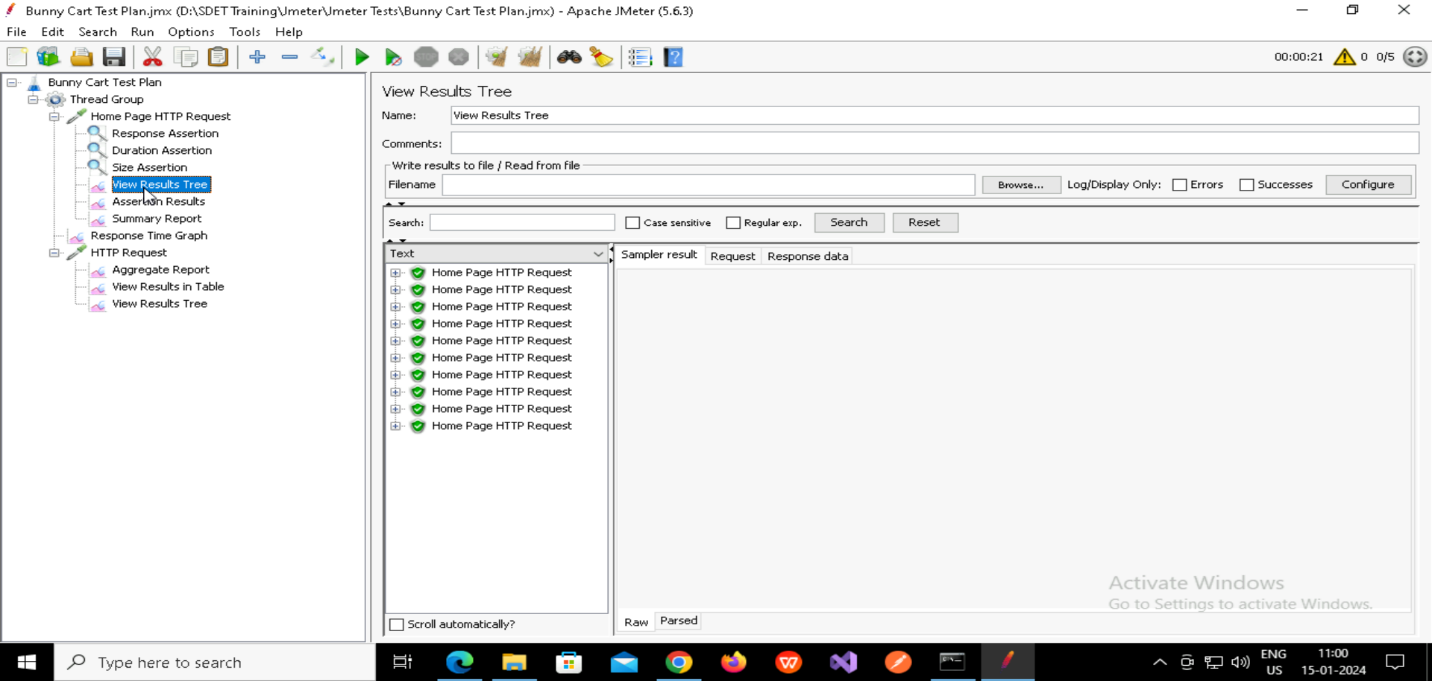 Bunny Cart Test Plan.jmx (D:\SDET Training\Jmeter\Jmeter Tests\Bunny Cart Test Plan.jmx) - Apache JMeter (5.6.3)
File Edit Search Run Options Tools Help
00:00:21 0 0/5
Bunny Cart Test Plan
Thread Group
Home Page HTTP Request
Response Assertion
Duration Assertion
Size Assertion
View Results Tree
Assertion Results
Summary Report
Response Time Graph
HTTP Request
Aggregate Report
View Results in Table
View Results Tree
View Results Tree
Name: View Results Tree
Comments:
Write results to file / Read from file
Filename Browse... Log/Display Only: Errors Successes Configure
Search: Case sensitive Regular exp. Search Reset
Text
Home Page HTTP Request
Home Page HTTP Request
Home Page HTTP Request
Home Page HTTP Request
Home Page HTTP Request
Home Page HTTP Request
Home Page HTTP Request
Home Page HTTP Request
Home Page HTTP Request
Home Page HTTP Request
Scroll automatically?
Sampler result Request Response data
Activate Windows
Go to Settings to activate Windows.
Raw Parsed
Type here to search
ENG
US
11:00
15-01-2024